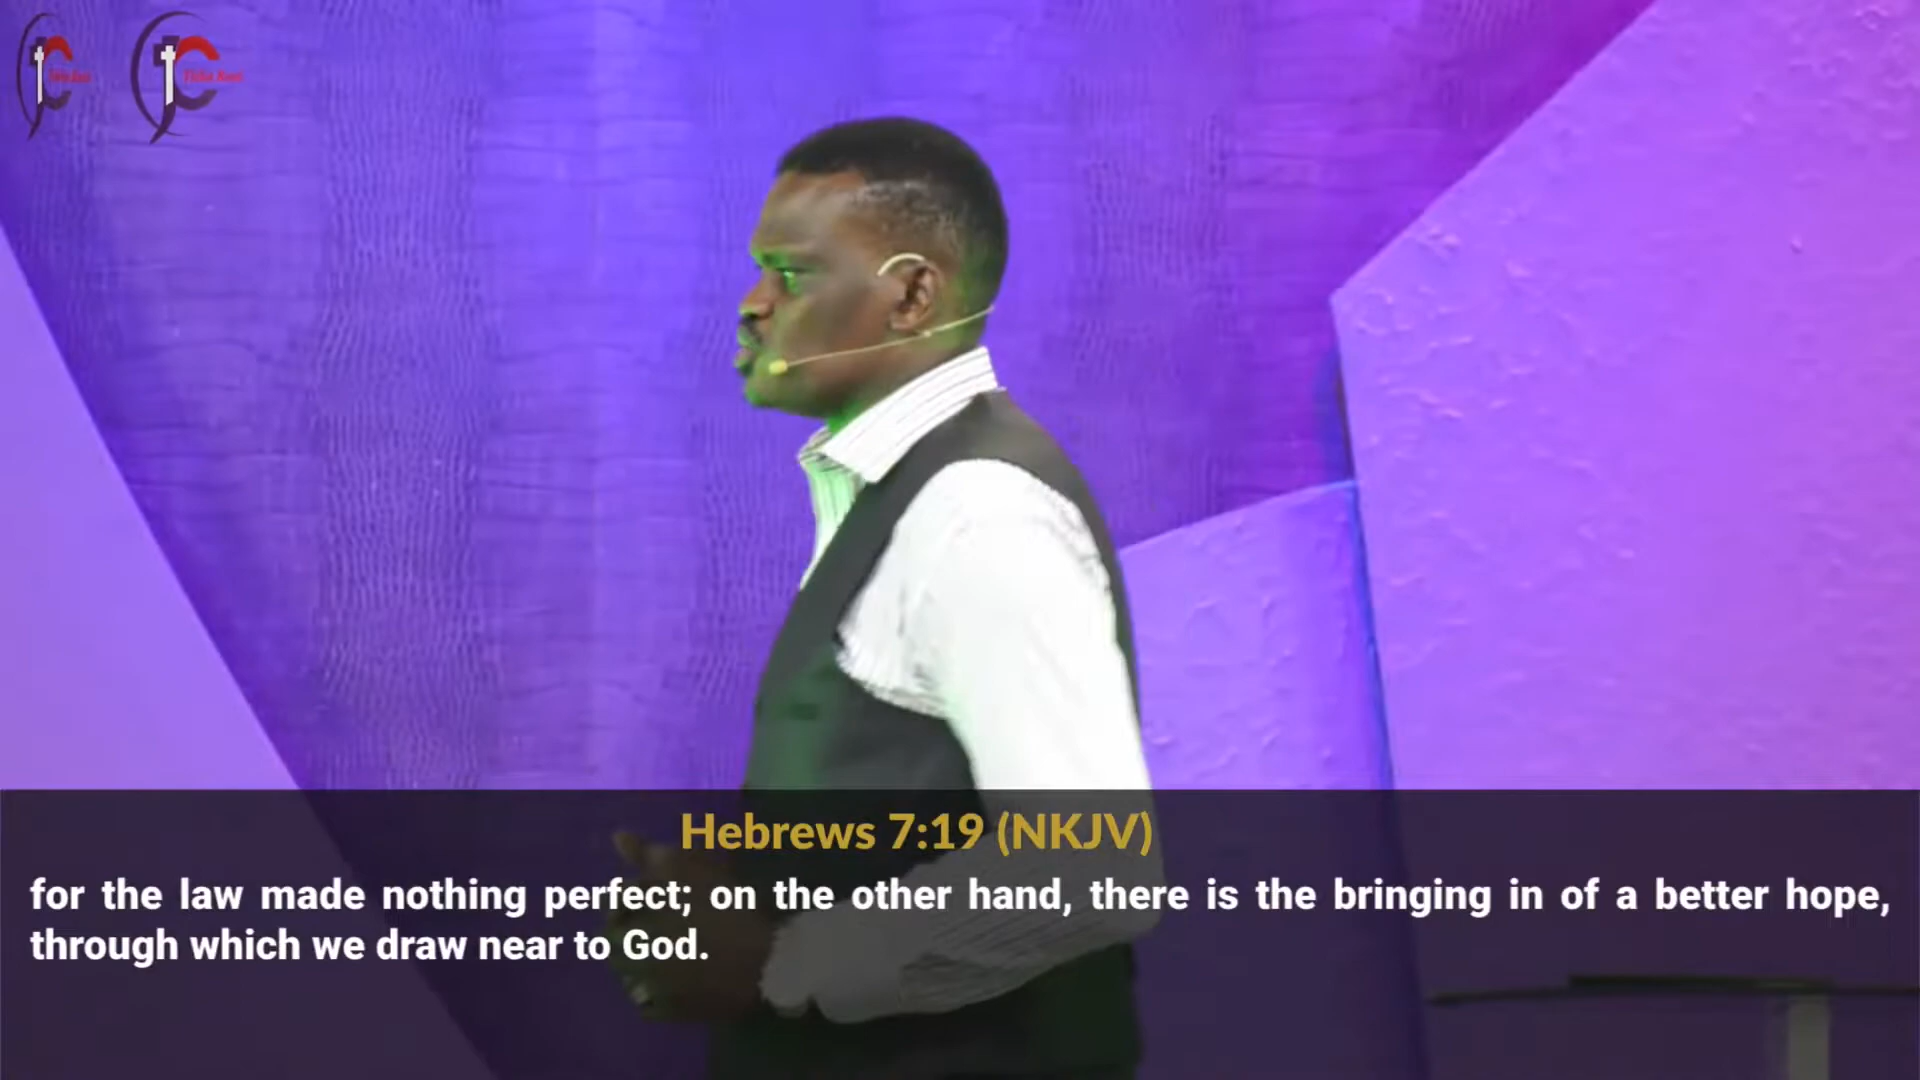 Hebrews 7:19 (NKJV)
for the law made nothing perfect; on the other hand, there is the bringing in of a better hope,
through which we draw near to God.